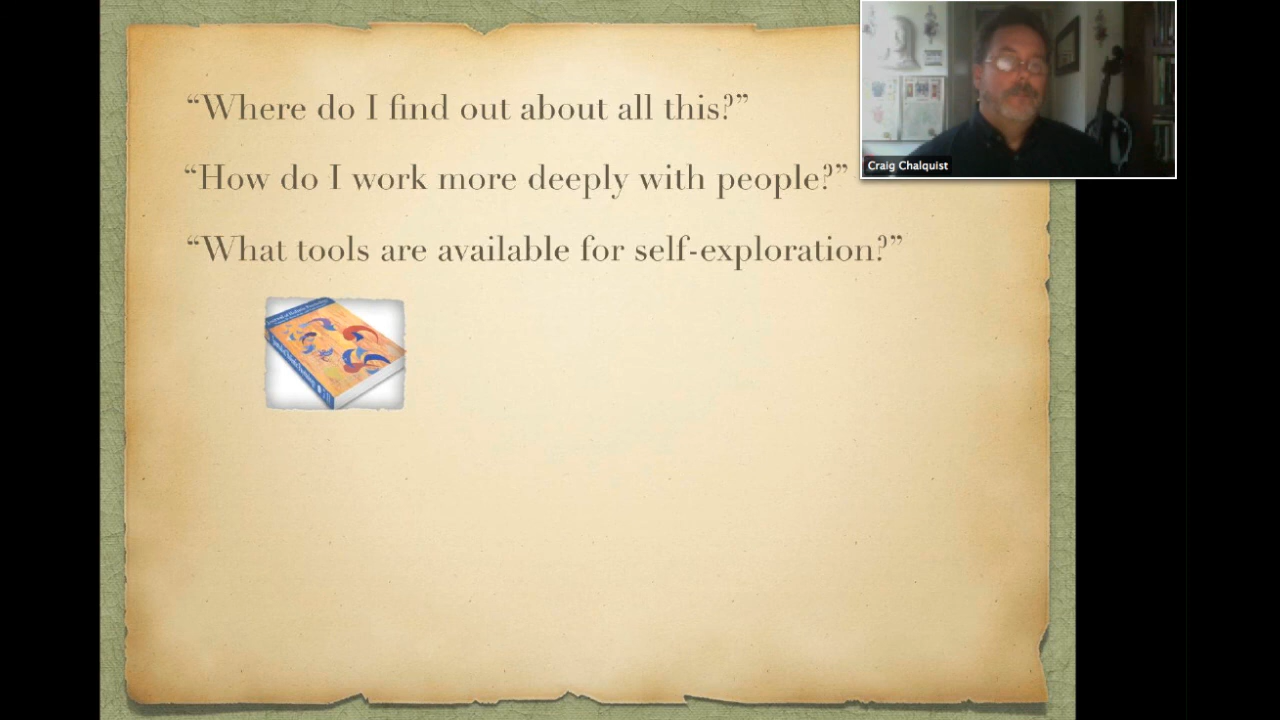 “Where do I find out about all this?”
“How do I work more deeply with people?”
“What tools are available for self-exploration?”
Craig Chalquist